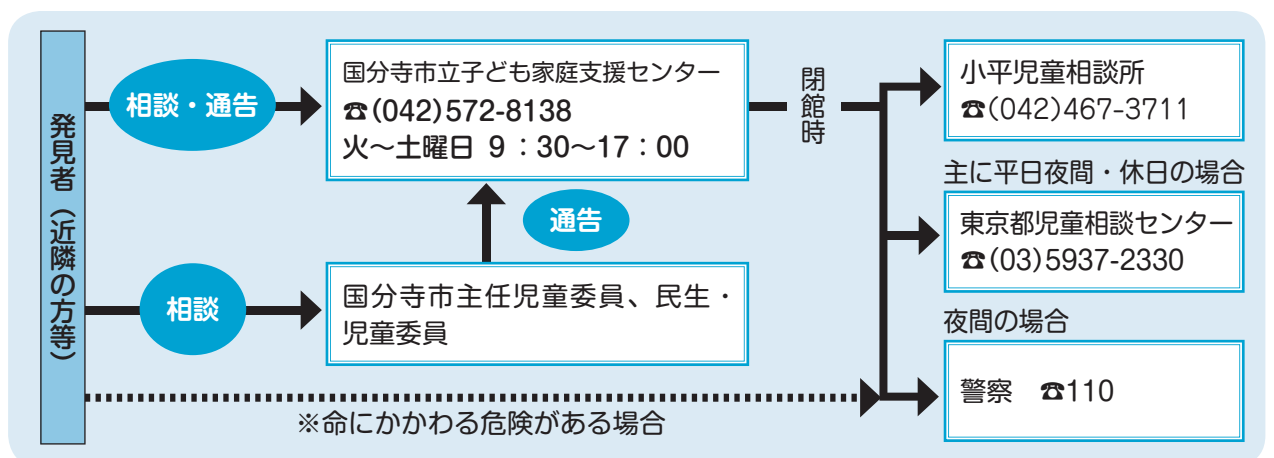 発見者（近隣の方等）
相談・通告
国分寺市立子ども家庭支援センター
☎(042)572-8138
火～土曜日 9：30～17：00
閉館時
通告
相談
国分寺市主任児童委員、民生・
児童委員
※命にかかわる危険がある場合
小平児童相談所
☎(042)467-3711
主に平日夜間・休日の場合
東京都児童相談センター
☎(03)5937-2330
夜間の場合
警察　☎110